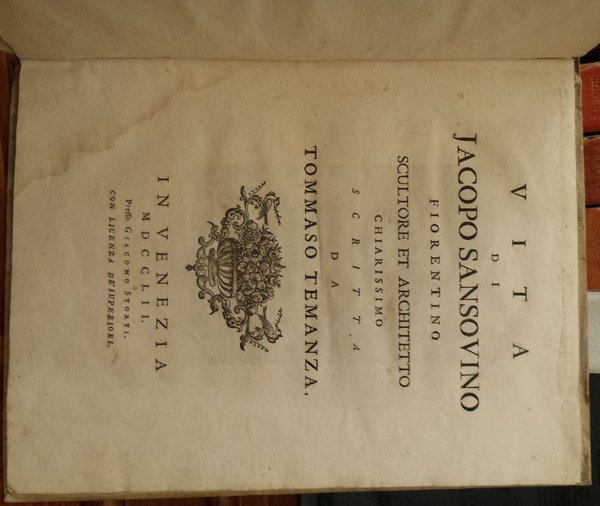 VITA
DI
JACOPO SANSOVINO
FIORENTINO
SCULTORE ET ARCHITETTO
CHIARISSIMO
SCRITTA
DA
TOMMASO TEMANZA.
IN VENEZIA
MDCCLII.
Presso GIACOMO STORTI.
CON LICENZA DE' SUPERIORI.